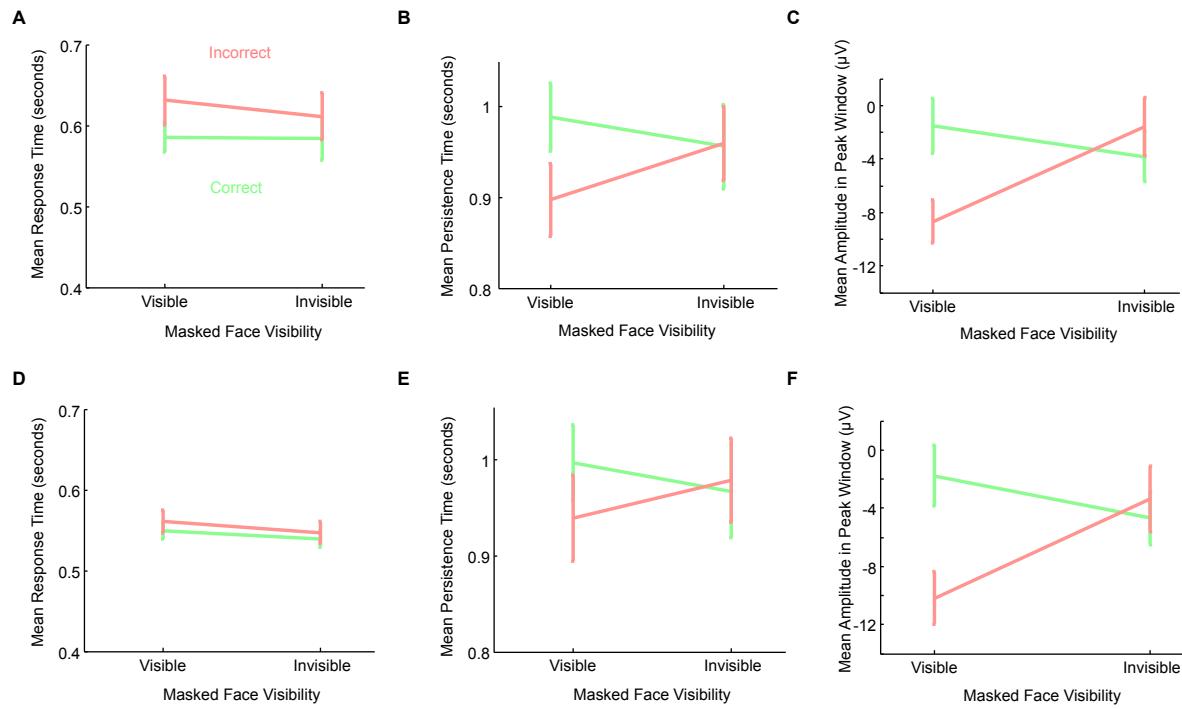 A
Mean Response Time (seconds)
0.7
0.6
0.5
0.4
Incorrect
Correct
Visible
Invisible
Masked Face Visibility
B
Mean Persistence Time (seconds)
1
0.9
0.8
Visible
Invisible
Masked Face Visibility
C
Mean Amplitude in Peak Window (µV)
0
-4
-8
-12
Visible
Invisible
Masked Face Visibility
D
Mean Response Time (seconds)
0.7
0.6
0.5
0.4
Visible
Invisible
Masked Face Visibility
E
Mean Persistence Time (seconds)
1
0.9
0.8
Visible
Invisible
Masked Face Visibility
F
Mean Amplitude in Peak Window (µV)
0
-4
-8
-12
Visible
Invisible
Masked Face Visibility